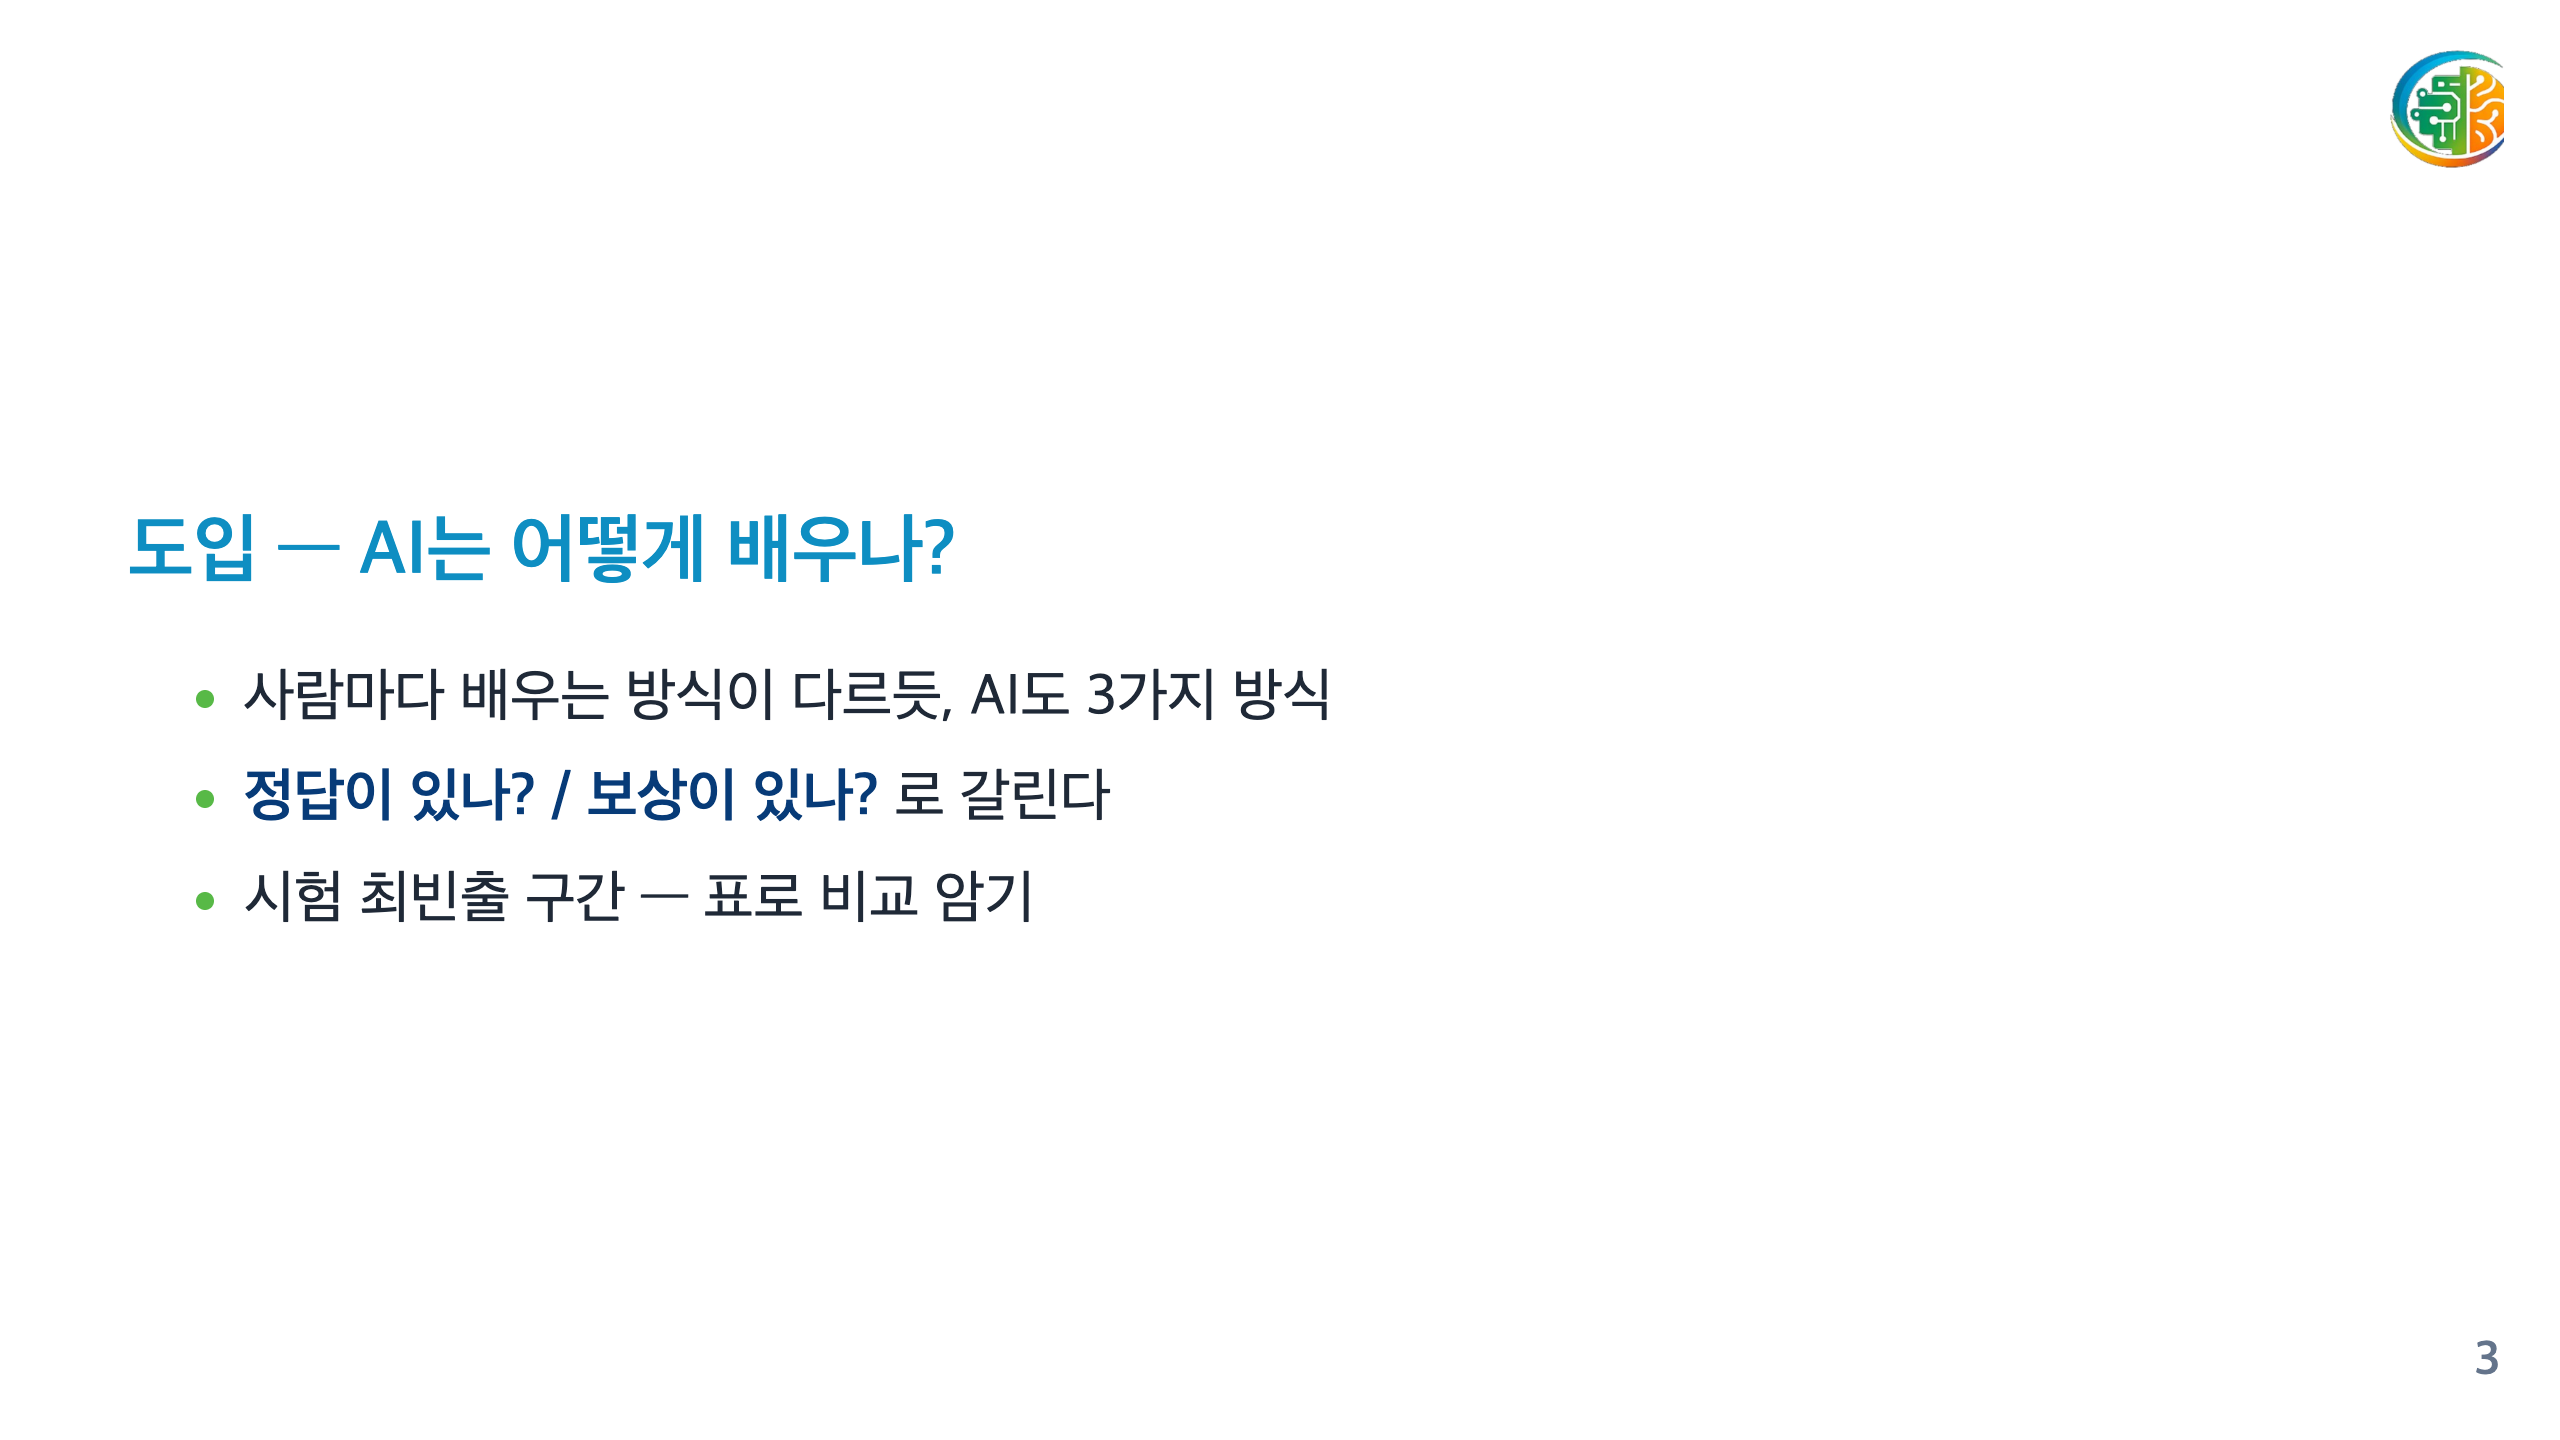 도입 — AI는 어떻게 배우나?
• 사람마다 배우는 방식이 다르듯, AI도 3가지 방식
• 정답이 있나? / 보상이 있나? 로 갈린다
• 시험 최빈출 구간 — 표로 비교 암기
3